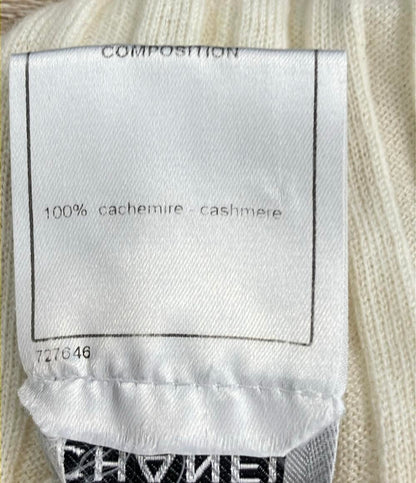 COMPOSITION
100% cachemire - cashmere
727646
CHANEL